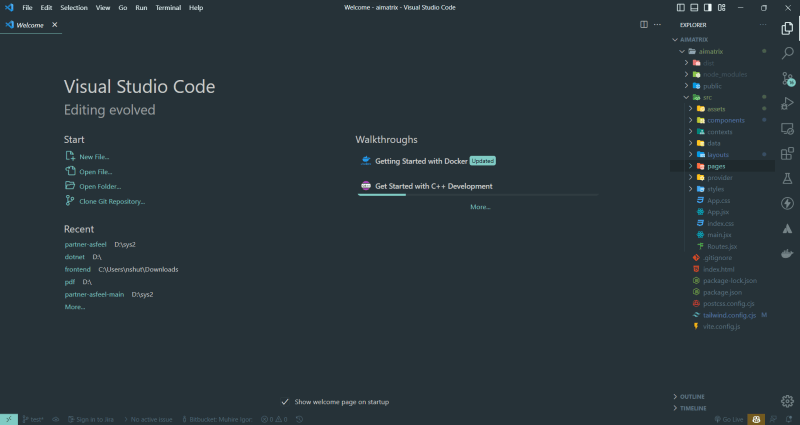 File Edit Selection View Go Run Terminal Help
Welcome - aimatrix - Visual Studio Code
Welcome
Visual Studio Code
Editing evolved
Start
New File...
Open File...
Open Folder...
Clone Git Repository...
Recent
partner-asfeel D:\sys2
dotnet D:\
frontend C:\Users\nshut\Downloads
pdf D:\
partner-asfeel-main D:\sys2
More...
Walkthroughs
Getting Started with Docker Updated
Get Started with C++ Development
More...
Show welcome page on startup
EXPLORER
AIMATRIX
aimatrix
dist
node_modules
public
src
assets
components
contexts
data
layouts
pages
provider
styles
App.css
App.jsx
index.css
main.jsx
Routes.jsx
.gitignore
index.html
package-lock.json
package.json
postcss.config.cjs
tailwind.config.cjs M
vite.config.js
OUTLINE
TIMELINE
test* Sign in to Jira No active issue Bitbucket: Muhire Igor: 0 0 Go Live